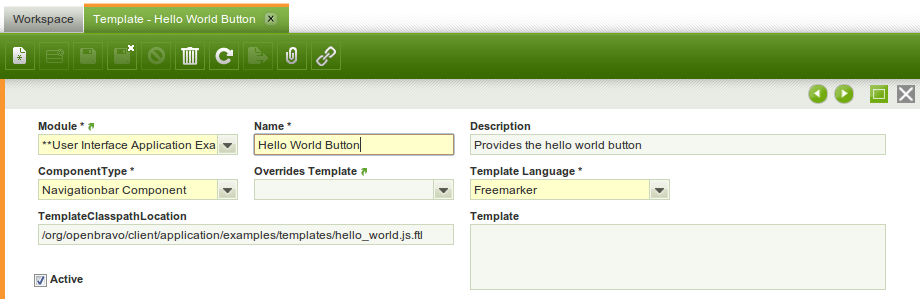 Workspace
Template - Hello World Button
Module *
Name *
Description
**User Interface Application Exa
Hello World Button
Provides the hello world button
ComponentType *
Overrides Template
Template Language *
Navigationbar Component
Freemarker
TemplateClasspathLocation
Template
/org/openbravo/client/application/examples/templates/hello_world.js.ftl
Active